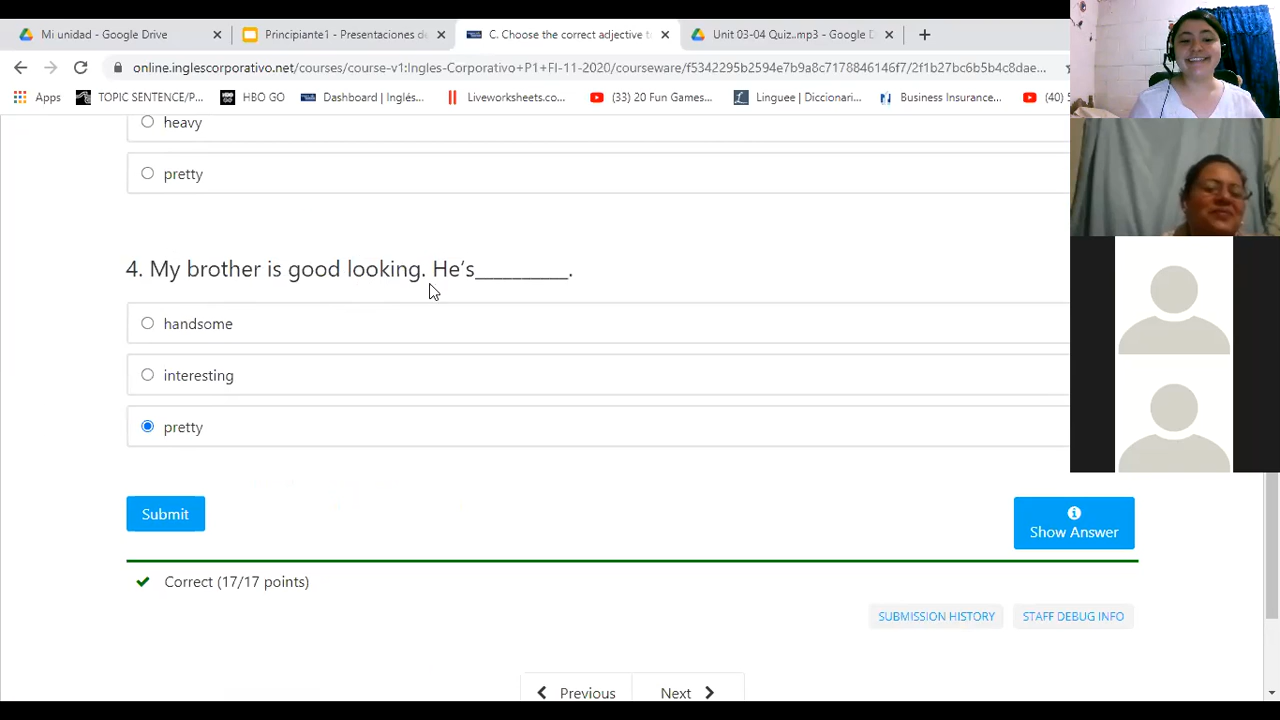 Mi unidad - Google Drive
Principiante1 - Presentaciones de
C. Choose the correct adjective to
Unit 03-04 Quiz..mp3 - Google D
online.inglescorporativo.net/courses/course-v1:Ingles-Corporativo+P1+FI-11-2020/courseware/f5342295b2594e7b9a8c7178846146f7/2f1b27bc6b5b4c8dae...
Apps
TOPIC SENTENCE/P...
HBO GO
Dashboard | Inglés...
Liveworksheets.co...
(33) 20 Fun Games...
Linguee | Diccionari...
Business Insurance...
(40)
heavy
pretty
4. My brother is good looking. He's__________.
handsome
interesting
pretty
Submit
Show Answer
Correct (17/17 points)
SUBMISSION HISTORY
STAFF DEBUG INFO
Previous
Next